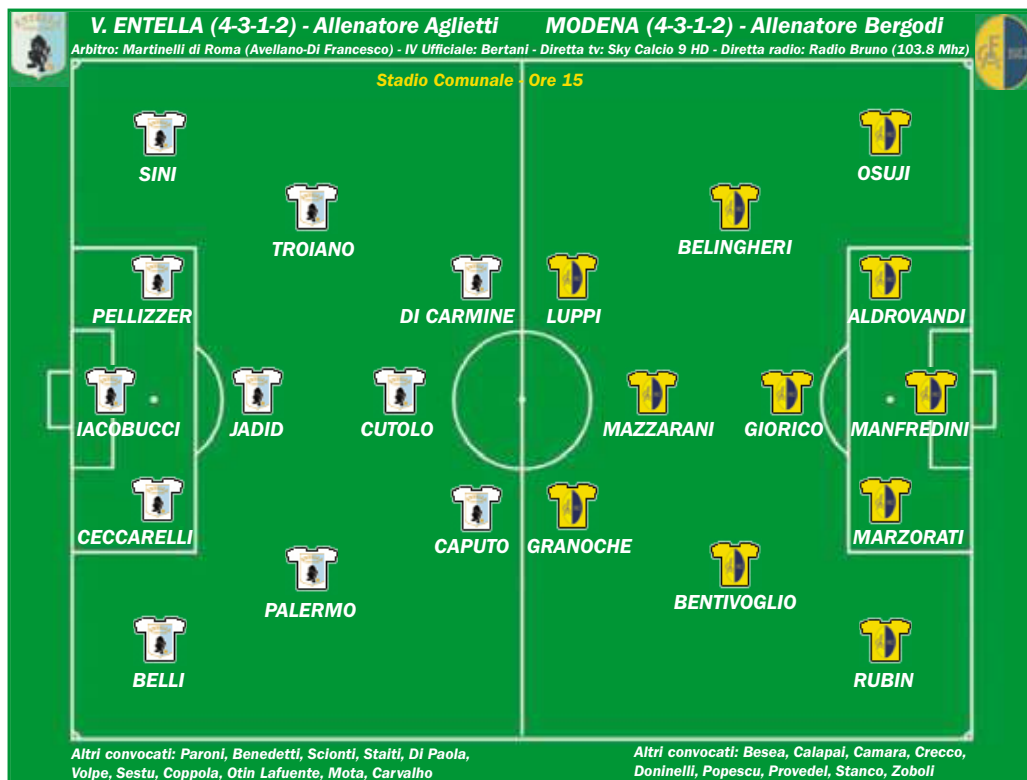 V. ENTELLA (4-3-1-2) - Allenatore Aglietti MODENA (4-3-1-2) - Allenatore Bergodi
Arbitro: Martinelli di Roma (Avellano-Di Francesco) - IV Ufficiale: Bertani - Diretta tv: Sky Calcio 9 HD - Diretta radio: Radio Bruno (103.8 Mhz)
Stadio Comunale - Ore 15
SINI
OSUJI
TROIANO
BELINGHERI
PELLIZZER
DI CARMINE
LUPPI
ALDROVANDI
IACOBUCCI
JADID
CUTOLO
MAZZARANI
GIORICO
MANFREDINI
CECCARELLI
CAPUTO
GRANOCHE
MARZORATI
PALERMO
BENTIVOGLIO
BELLI
RUBIN
Altri convocati: Paroni, Benedetti, Scionti, Staiti, Di Paola,
Volpe, Sestu, Coppola, Otin Lafuente, Mota, Carvalho
Altri convocati: Besea, Calapai, Camara, Crecco,
Doninelli, Popescu, Provedel, Stanco, Zoboli